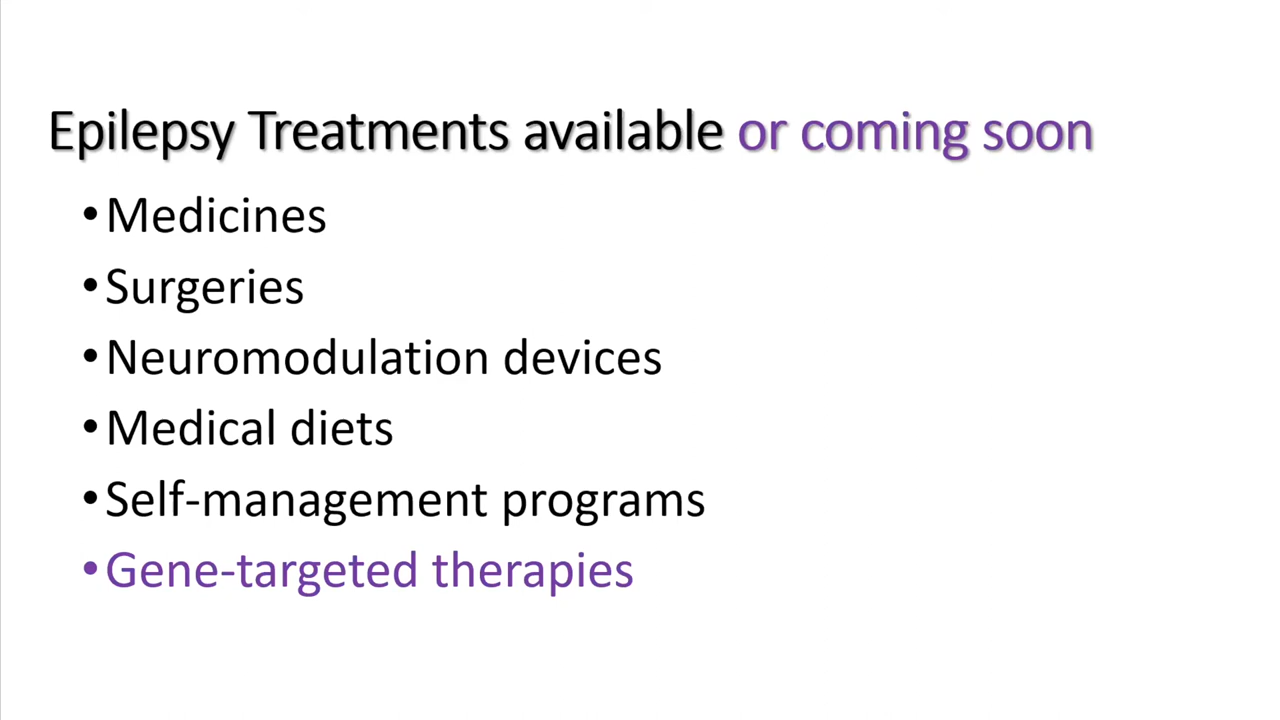 Epilepsy Treatments available or coming soon
•Medicines
•Surgeries
•Neuromodulation devices
•Medical diets
•Self-management programs
•Gene-targeted therapies